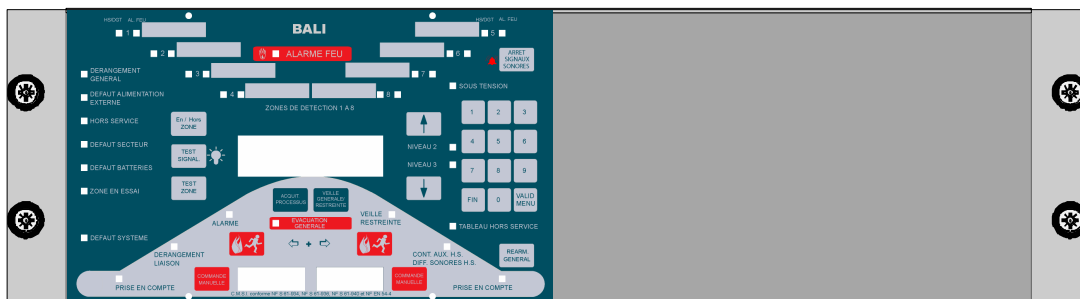 HS/DGT AL. FEU
BALI
HS/DGT AL. FEU
1
5
2
ALARME FEU
6
ARRET
SIGNAUX
SONORES
3
7
DERANGEMENT
GENERAL
SOUS TENSION
4
8
DEFAUT ALIMENTATION
EXTERNE
ZONES DE DETECTION 1 A 8
HORS SERVICE
En / Hors
ZONE
1 2 3
DEFAUT SECTEUR
TEST
SIGNAL.
NIVEAU 2
4 5 6
DEFAUT BATTERIES
NIVEAU 3
7 8 9
ZONE EN ESSAI
TEST
ZONE
ACQUIT
PROCESSUS
VEILLE
GENERALE/
RESTREINTE
FIN 0 VALID
MENU
ALARME
EVACUATION
GENERALE
VEILLE
RESTREINTE
TABLEAU HORS SERVICE
DEFAUT SYSTEME
+
DERANGEMENT
LIAISON
CONT. AUX. H.S.
DIFF. SONORES H.S.
REARM.
GENERAL
PRISE EN COMPTE
COMMANDE
MANUELLE
COMMANDE
MANUELLE
PRISE EN COMPTE